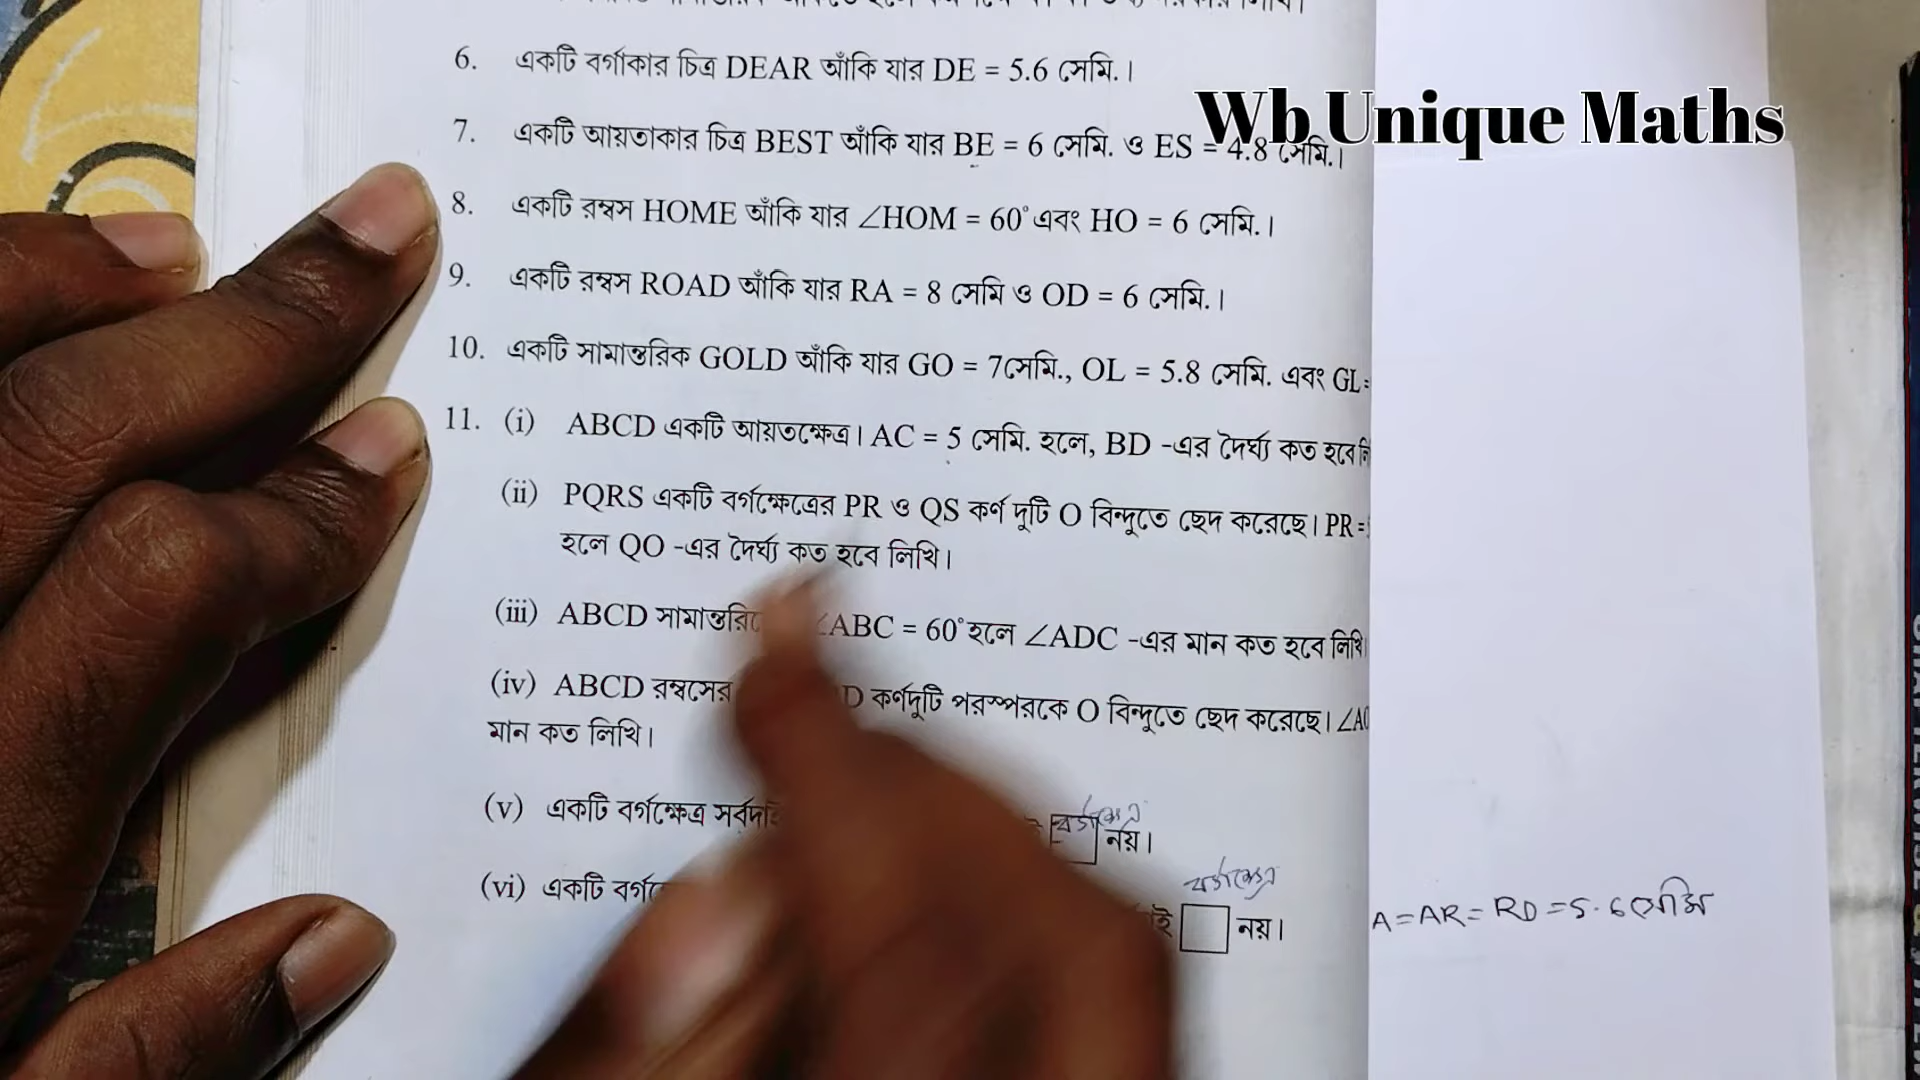 6. একটি বর্গাকার চিত্র DEAR আঁকি যার DE = 5.6 সেমি.।
Wb Unique Maths
7. একটি আয়তাকার চিত্র BEST আঁকি যার BE = 6 সেমি. ও ES = 4.8 সেমি.।
8. একটি রম্বস HOME আঁকি যার ∠HOM = 60° এবং HO = 6 সেমি.।
9. একটি রম্বস ROAD আঁকি যার RA = 8 সেমি ও OD = 6 সেমি.।
10. একটি সামান্তরিক GOLD আঁকি যার GO = 7সেমি., OL = 5.8 সেমি. এবং GL=
11. (i) ABCD একটি আয়তক্ষেত্র। AC = 5 সেমি. হলে, BD -এর দৈর্ঘ্য কত হবে
(ii) PQRS একটি বর্গক্ষেত্রের PR ও QS কর্ণ দুটি O বিন্দুতে ছেদ করেছে। PR =
হলে QO -এর দৈর্ঘ্য কত হবে লিখি।
(iii) ABCD ∠ABC = 60° হলে ∠ADC -এর মান কত হবে লিখি
(iv) ABCD রম্বসের কর্ণদুটি পরস্পরকে O বিন্দুতে ছেদ করেছে।
মান কত লিখি।
(v) একটি বর্গক্ষেত্র বর্গক্ষেত্র নয়।
(vi) একটি বর্গক্ষেত্র নয়।
A = AR = RD = 5.6 সেমি